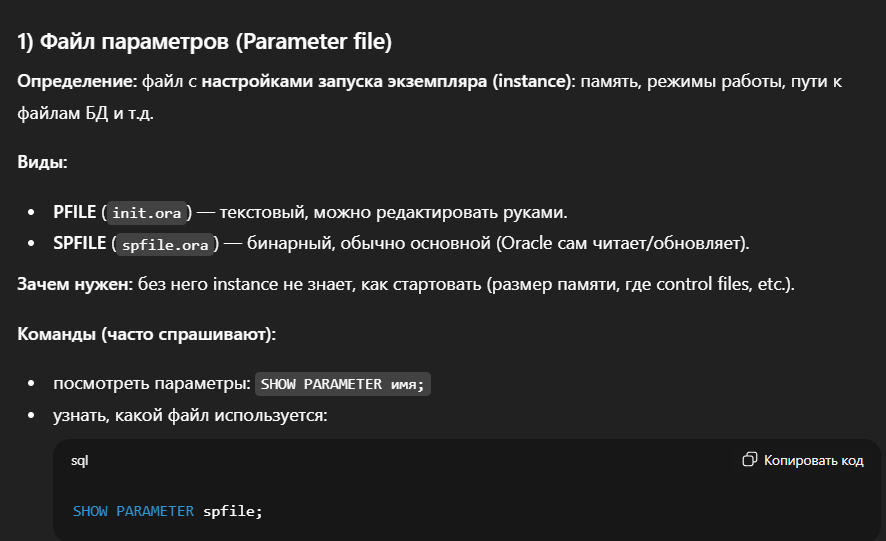 1) Файл параметров (Parameter file)
Определение: файл с настройками запуска экземпляра (instance): память, режимы работы, пути к
файлам БД и т.д.
Виды:
• PFILE (init.ora) — текстовый, можно редактировать руками.
• SPFILE (spfile.ora) — бинарный, обычно основной (Oracle сам читает/обновляет).
Зачем нужен: без него instance не знает, как стартовать (размер памяти, где control files, etc.).
Команды (часто спрашивают):
• посмотреть параметры: SHOW PARAMETER имя;
• узнать, какой файл используется:
sql
Копировать код
SHOW PARAMETER spfile;